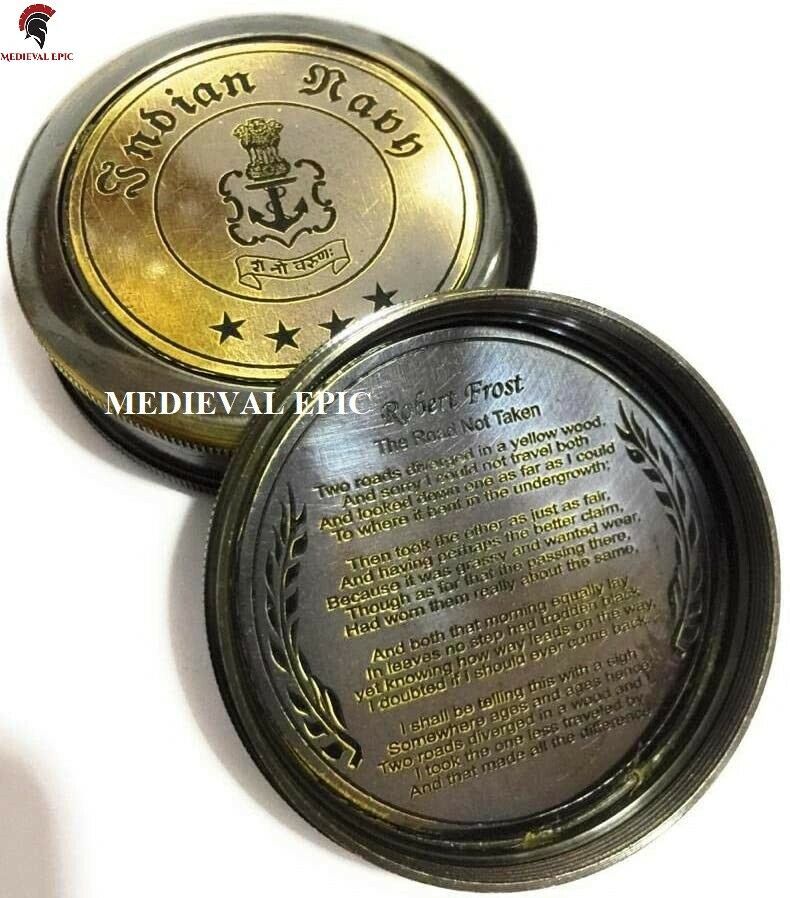 MEDIEVAL EPIC
Indian Navy
शं नो वरुणः
MEDIEVAL EPIC
Robert Frost
The Road Not Taken
Two roads diverged in a yellow wood,
And sorry I could not travel both
And looked down one as far as I could
To where it bent in the undergrowth;
Then took the other as just as fair,
And having perhaps the better claim,
Because it was grassy and wanted wear,
Though as for that the passing there,
Had worn them really about the same,
And both that morning equally lay
In leaves no step had trodden black
yet knowing how way leads on the way,
I doubted if I should ever come back.
I shall be telling this with a sigh
Somewhere ages and ages hence:
Two roads diverged in a wood and I,
I took the one less traveled by
And that made all the difference.